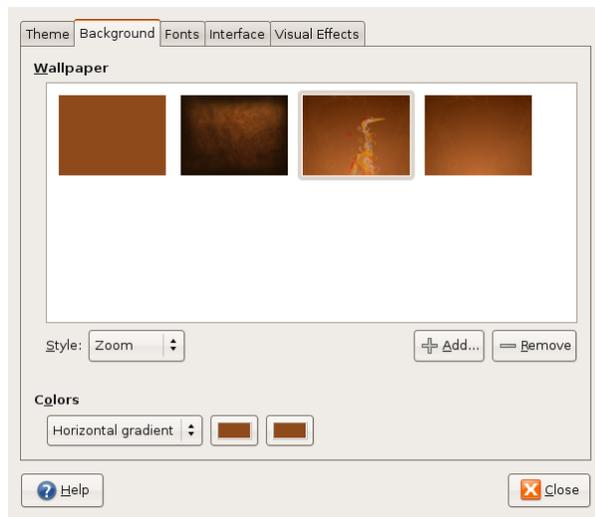 Theme Background Fonts Interface Visual Effects
Wallpaper
Style: Zoom Add... Remove
Colors
Horizontal gradient
Help Close